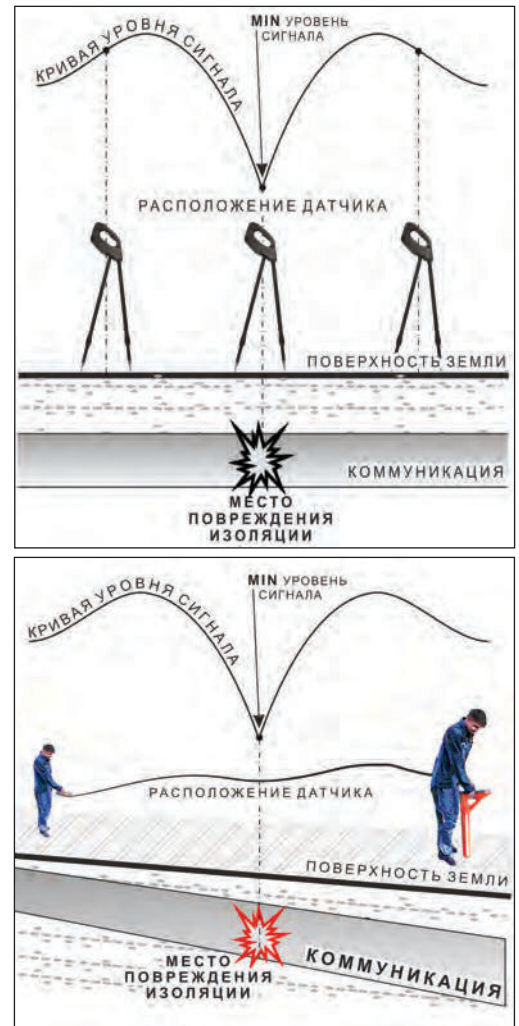 КРИВАЯ УРОВНЯ СИГНАЛА
MIN УРОВЕНЬ
СИГНАЛА
РАСПОЛОЖЕНИЕ ДАТЧИКА
ПОВЕРХНОСТЬ ЗЕМЛИ
КОММУНИКАЦИЯ
МЕСТО
ПОВРЕЖДЕНИЯ
ИЗОЛЯЦИИ
КРИВАЯ УРОВНЯ СИГНАЛА
MIN УРОВЕНЬ
СИГНАЛА
РАСПОЛОЖЕНИЕ ДАТЧИКА
ПОВЕРХНОСТЬ ЗЕМЛИ
КОММУНИКАЦИЯ
МЕСТО
ПОВРЕЖДЕНИЯ
ИЗОЛЯЦИИ